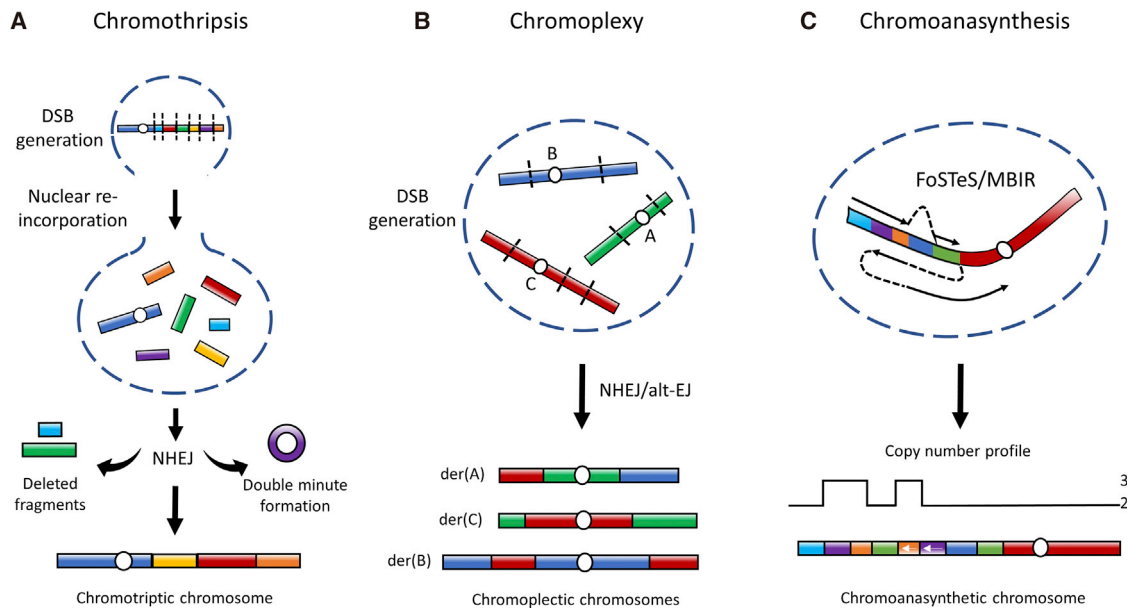 A
Chromothripsis
DSB
generation
Nuclear re-
incorporation
NHEJ
Deleted
fragments
Double minute
formation
Chromotriptic chromosome
B
Chromoplexy
DSB
generation
B
A
C
NHEJ/alt-EJ
der(A)
der(C)
der(B)
Chromoplectic chromosomes
C
Chromoanasynthesis
FoSTeS/MBIR
Copy number profile
3
2
Chromoanasynthetic chromosome